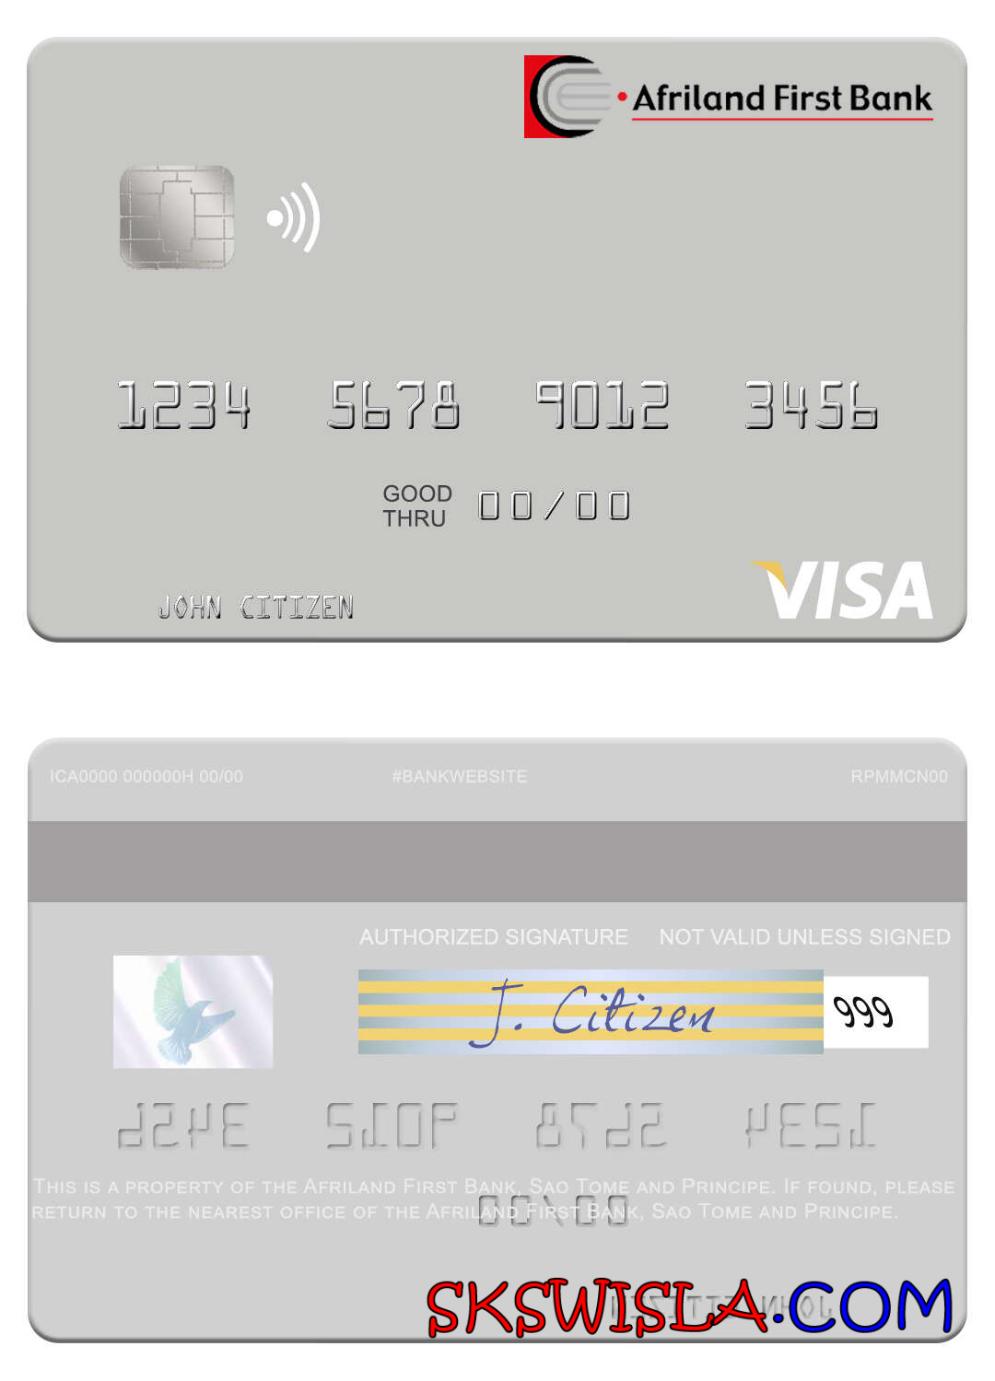 Afriland First Bank
1234 5678 9012 3456
GOOD THRU 00/00
JOHN CITIZEN
VISA
ICA0000 000000H 00/00 #BANKWEBSITE RPMMCN00
AUTHORIZED SIGNATURE NOT VALID UNLESS SIGNED
J. Citizen 999
THIS IS A PROPERTY OF THE AFRILAND FIRST BANK, SAO TOME AND PRINCIPE. IF FOUND, PLEASE
RETURN TO THE NEAREST OFFICE OF THE AFRILAND FIRST BANK, SAO TOME AND PRINCIPE.
SKSWISLA.COM